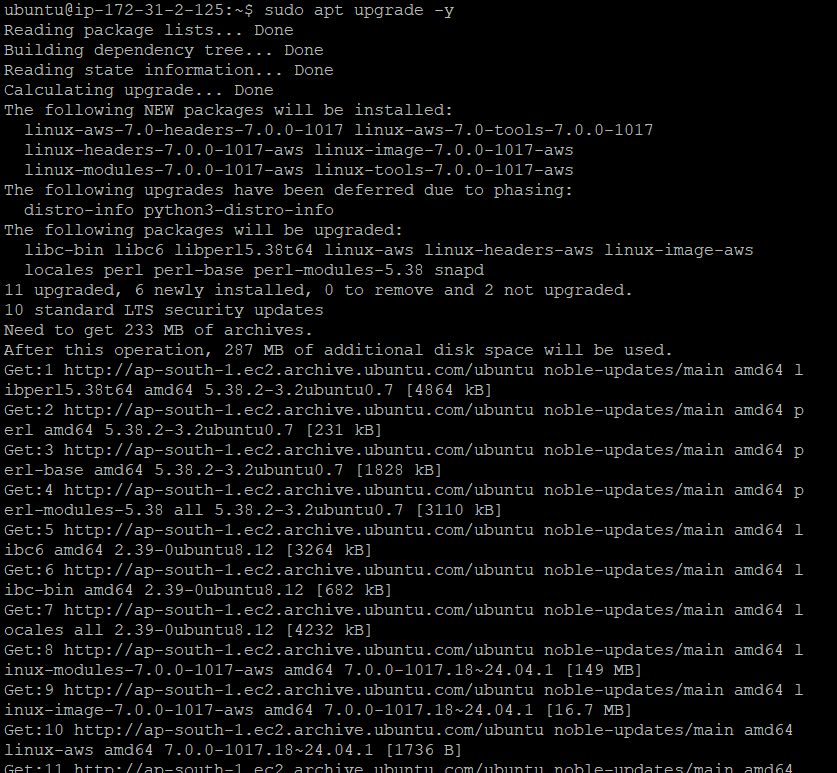 ubuntu@ip-172-31-2-125:~$ sudo apt upgrade -y
Reading package lists... Done
Building dependency tree... Done
Reading state information... Done
Calculating upgrade... Done
The following NEW packages will be installed:
  linux-aws-7.0-headers-7.0.0-1017 linux-aws-7.0-tools-7.0.0-1017
  linux-headers-7.0.0-1017-aws linux-image-7.0.0-1017-aws
  linux-modules-7.0.0-1017-aws linux-tools-7.0.0-1017-aws
The following upgrades have been deferred due to phasing:
  distro-info python3-distro-info
The following packages will be upgraded:
  libc-bin libc6 libperl5.38t64 linux-aws linux-headers-aws linux-image-aws
  locales perl perl-base perl-modules-5.38 snapd
11 upgraded, 6 newly installed, 0 to remove and 2 not upgraded.
10 standard LTS security updates
Need to get 233 MB of archives.
After this operation, 287 MB of additional disk space will be used.
Get:1 http://ap-south-1.ec2.archive.ubuntu.com/ubuntu noble-updates/main amd64 l
ibperl5.38t64 amd64 5.38.2-3.2ubuntu0.7 [4864 kB]
Get:2 http://ap-south-1.ec2.archive.ubuntu.com/ubuntu noble-updates/main amd64 p
erl amd64 5.38.2-3.2ubuntu0.7 [231 kB]
Get:3 http://ap-south-1.ec2.archive.ubuntu.com/ubuntu noble-updates/main amd64 p
erl-base amd64 5.38.2-3.2ubuntu0.7 [1828 kB]
Get:4 http://ap-south-1.ec2.archive.ubuntu.com/ubuntu noble-updates/main amd64 p
erl-modules-5.38 all 5.38.2-3.2ubuntu0.7 [3110 kB]
Get:5 http://ap-south-1.ec2.archive.ubuntu.com/ubuntu noble-updates/main amd64 l
ibc6 amd64 2.39-0ubuntu8.12 [3264 kB]
Get:6 http://ap-south-1.ec2.archive.ubuntu.com/ubuntu noble-updates/main amd64 l
ibc-bin amd64 2.39-0ubuntu8.12 [682 kB]
Get:7 http://ap-south-1.ec2.archive.ubuntu.com/ubuntu noble-updates/main amd64 l
ocales all 2.39-0ubuntu8.12 [4232 kB]
Get:8 http://ap-south-1.ec2.archive.ubuntu.com/ubuntu noble-updates/main amd64 l
inux-modules-7.0.0-1017-aws amd64 7.0.0-1017.18~24.04.1 [149 MB]
Get:9 http://ap-south-1.ec2.archive.ubuntu.com/ubuntu noble-updates/main amd64 l
inux-image-7.0.0-1017-aws amd64 7.0.0-1017.18~24.04.1 [16.7 MB]
Get:10 http://ap-south-1.ec2.archive.ubuntu.com/ubuntu noble-updates/main amd64
linux-aws amd64 7.0.0-1017.18~24.04.1 [1736 B]
Get:11 http://ap-south-1.ec2.archive.ubuntu.com/ubuntu noble-updates/main amd64